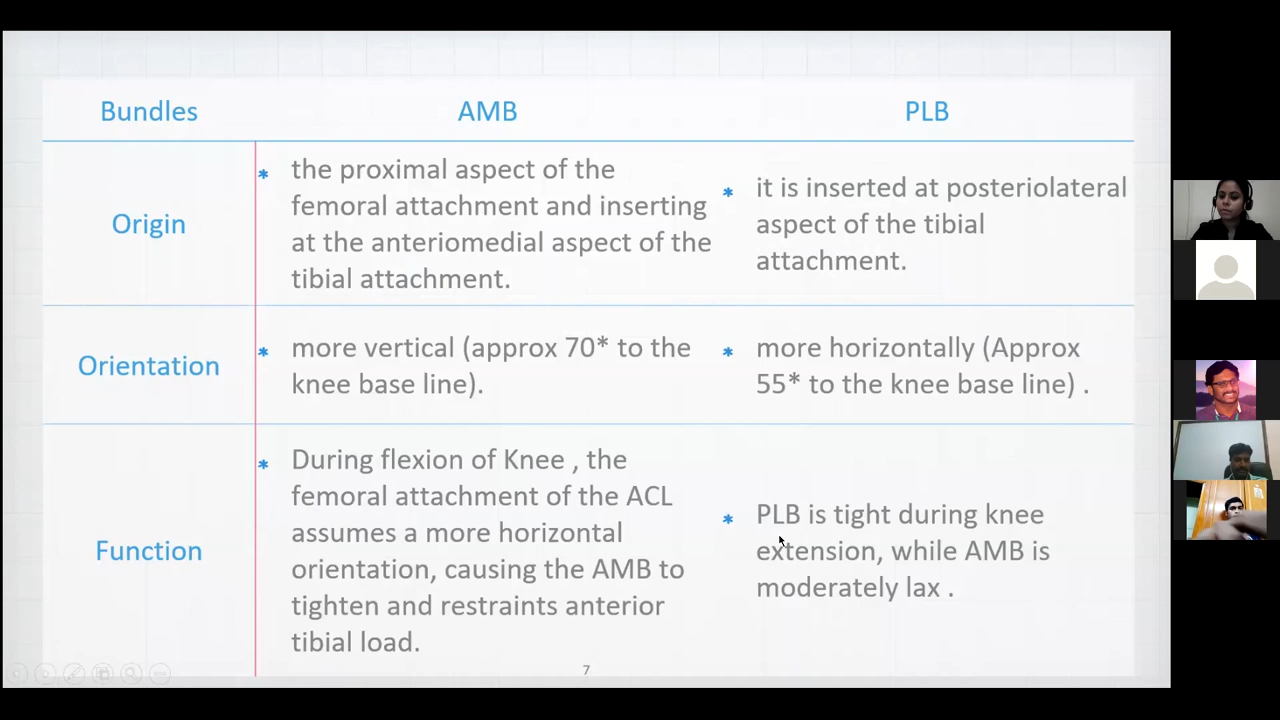 Bundles
AMB
PLB
Origin
* the proximal aspect of the
femoral attachment and inserting
at the anteriomedial aspect of the
tibial attachment.
* it is inserted at posteriolateral
aspect of the tibial
attachment.
Orientation
* more vertical (approx 70* to the
knee base line).
* more horizontally (Approx
55* to the knee base line) .
Function
* During flexion of Knee , the
femoral attachment of the ACL
assumes a more horizontal
orientation, causing the AMB to
tighten and restraints anterior
tibial load.
* PLB is tight during knee
extension, while AMB is
moderately lax .
7